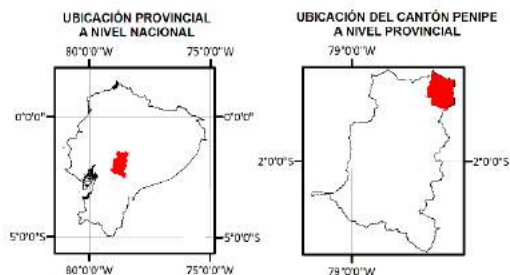 UBICACIÓN PROVINCIAL
A NIVEL NACIONAL
80°0'0"W
75°0'0"W
0°0'0"
0°0'0"
5°0'0"S
5°0'0"S
80°0'0"W
75°0'0"W
UBICACIÓN DEL CANTÓN PENIPE
A NIVEL PROVINCIAL
79°0'0"W
2°0'0"S
2°0'0"S
79°0'0"W